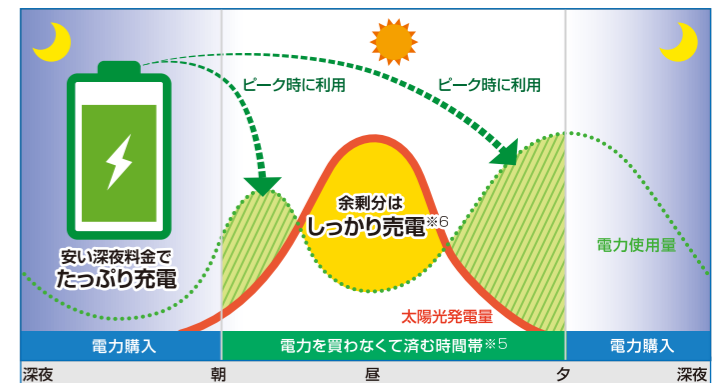 ピーク時に利用
ピーク時に利用
余剰分は
しっかり売電※6
安い深夜料金で
たっぷり充電
電力使用量
太陽光発電量
電力購入
電力を買わなくて済む時間帯※5
電力購入
深夜
朝
昼
夕
深夜